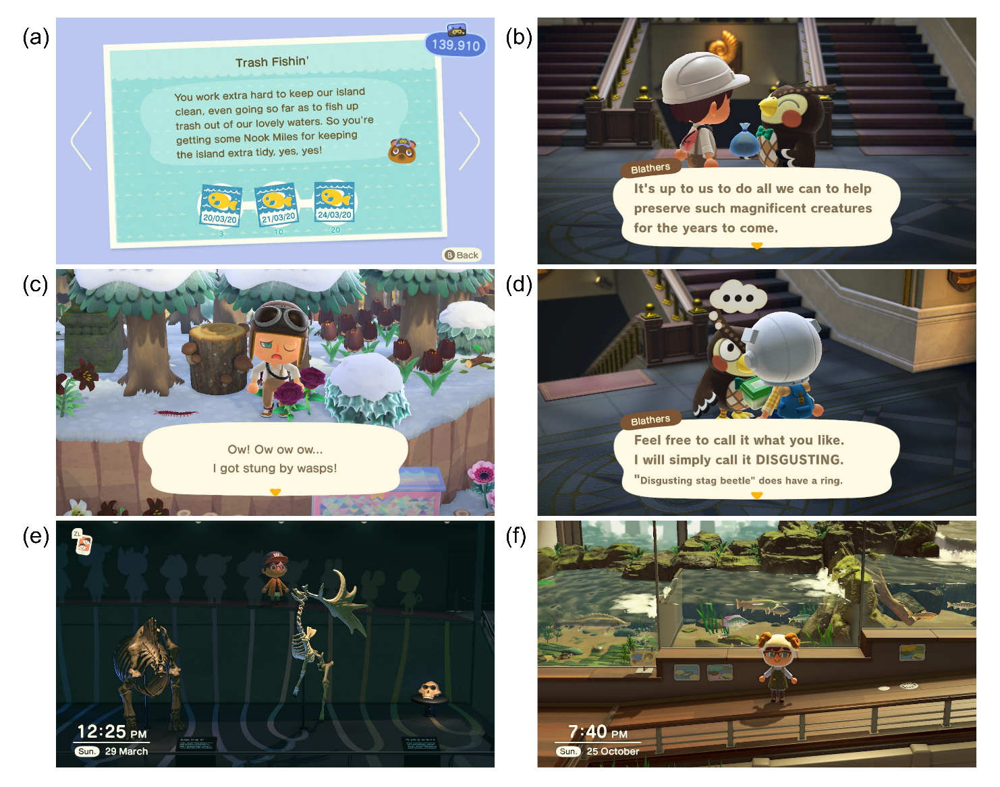 (a)
139,910
Trash Fishin'
You work extra hard to keep our island
clean, even going so far as to fish up
trash out of our lovely waters. So you're
getting some Nook Miles for keeping
the island extra tidy, yes, yes!
20/03/20
21/03/20
24/03/20
3
10
20
B Back
(b)
Blathers
It's up to us to do all we can to help
preserve such magnificent creatures
for the years to come.
(c)
Ow! Ow ow ow...
I got stung by wasps!
(d)
Blathers
Feel free to call it what you like.
I will simply call it DISGUSTING.
"Disgusting stag beetle" does have a ring.
(e)
ZL
12:25 PM
Sun. 29 March
(f)
7:40 PM
Sun. 25 October